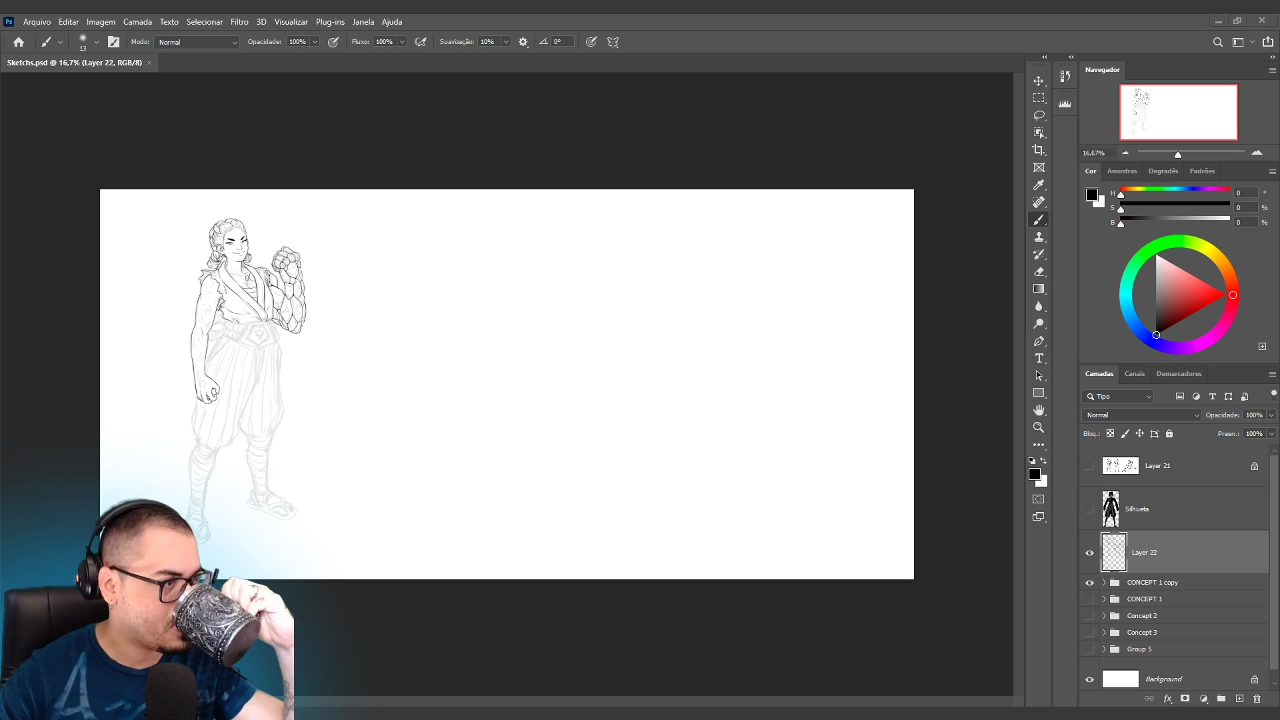 Ps Arquivo Editar Imagem Camada Texto Selecionar Filtro 3D Visualizar Plug-ins Janela Ajuda
13 Modo: Normal Opacidade: 100% Fluxo: 100% Suavização: 10% 0°
Sketchs.psd @ 16,7% (Layer 22, RGB/8) ×
Navegador
16,67%
Cor Amostras Degradês Padrões
H 0 °
S 0 %
B 0 %
Camadas Canais Demarcadores
Tipo
Normal Opacidade: 100%
Bloq.: Preen.: 100%
Layer 21
Silhueta
Layer 22
CONCEPT 1 copy
CONCEPT 1
Concept 2
Concept 3
Group 5
Background
fx